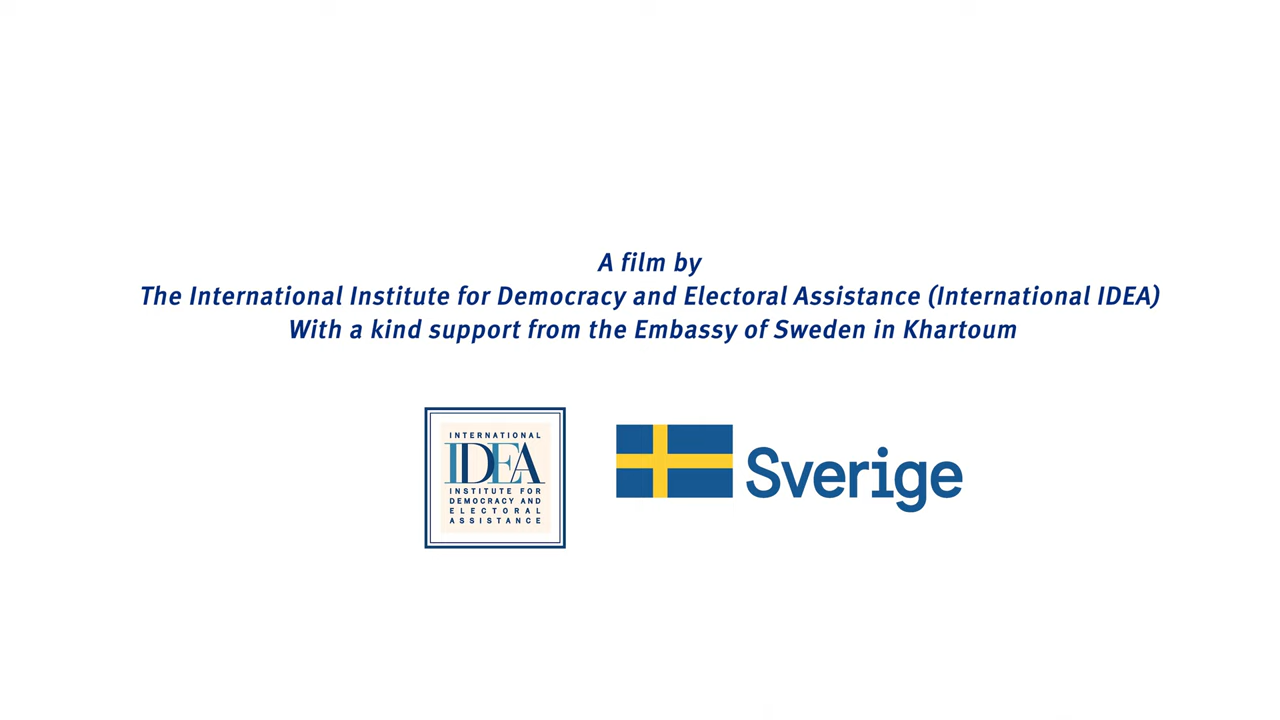 A film by
The International Institute for Democracy and Electoral Assistance (International IDEA)
With a kind support from the Embassy of Sweden in Khartoum
INTERNATIONAL
IDEA
INSTITUTE FOR
DEMOCRACY AND
ELECTORAL
ASSISTANCE
Sverige